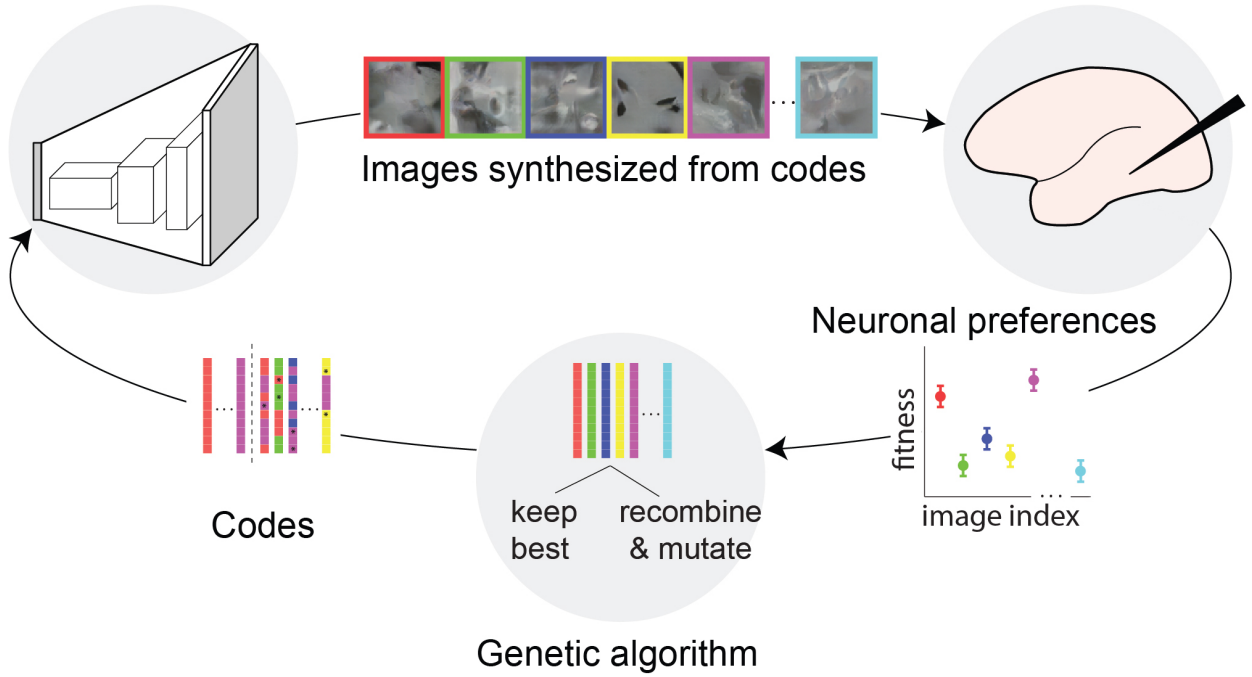 Images synthesized from codes
Neuronal preferences
fitness
image index
keep
best
recombine
& mutate
Codes
Genetic algorithm